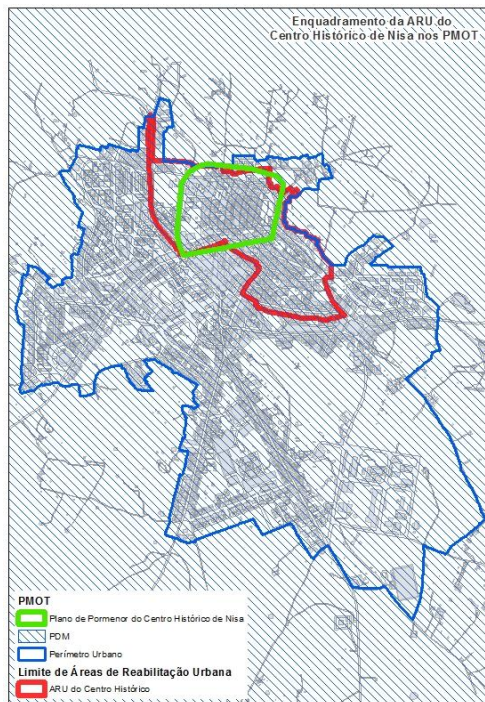 Enquadramento da ARU do
Centro Histórico de Nisa nos PMOT
PMOT
Plano de Pormenor do Centro Histórico de Nisa
PDM
Perímetro Urbano
Limite de Áreas de Reabilitação Urbana
ARU do Centro Histórico